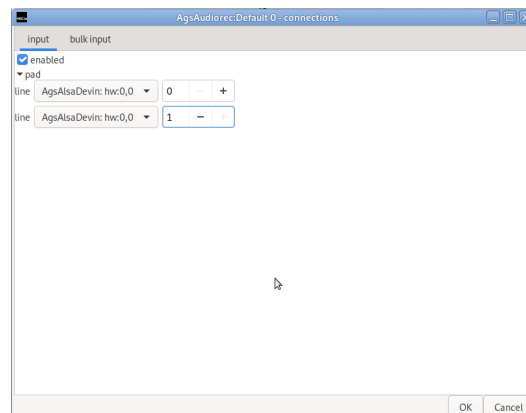 AgsAudiorec:Default 0 - connections
input bulk input
enabled
pad
line AgsAlsaDevin: hw:0,0 0 − +
line AgsAlsaDevin: hw:0,0 1 − +
OK Cancel